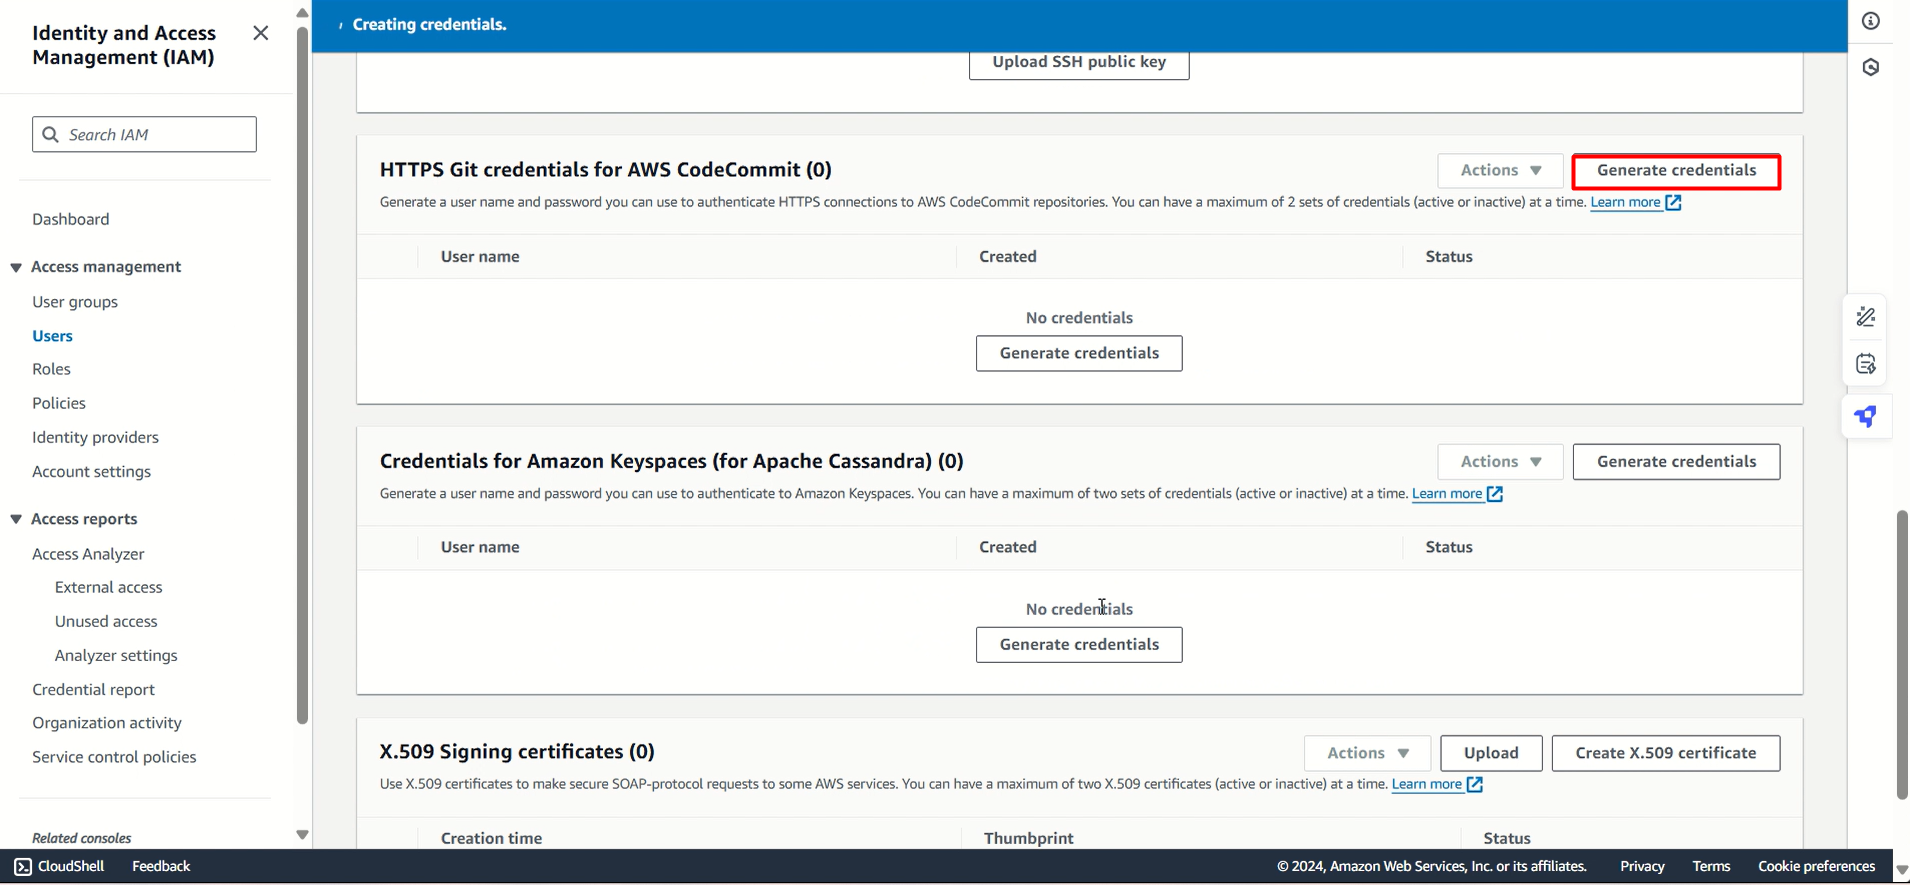 Identity and Access
Management (IAM)
Search IAM
Dashboard
Access management
User groups
Users
Roles
Policies
Identity providers
Account settings
Access reports
Access Analyzer
External access
Unused access
Analyzer settings
Credential report
Organization activity
Service control policies
Related consoles
Creating credentials.
Upload SSH public key
HTTPS Git credentials for AWS CodeCommit (0)
Actions
Generate credentials
Generate a user name and password you can use to authenticate HTTPS connections to AWS CodeCommit repositories. You can have a maximum of 2 sets of credentials (active or inactive) at a time. Learn more
User name Created Status
No credentials
Generate credentials
Credentials for Amazon Keyspaces (for Apache Cassandra) (0)
Actions
Generate credentials
Generate a user name and password you can use to authenticate to Amazon Keyspaces. You can have a maximum of two sets of credentials (active or inactive) at a time. Learn more
User name Created Status
No credentials
Generate credentials
X.509 Signing certificates (0)
Actions
Upload
Create X.509 certificate
Use X.509 certificates to make secure SOAP-protocol requests to some AWS services. You can have a maximum of two X.509 certificates (active or inactive) at a time. Learn more
Creation time Thumbprint Status
CloudShell Feedback © 2024, Amazon Web Services, Inc. or its affiliates. Privacy Terms Cookie preferences